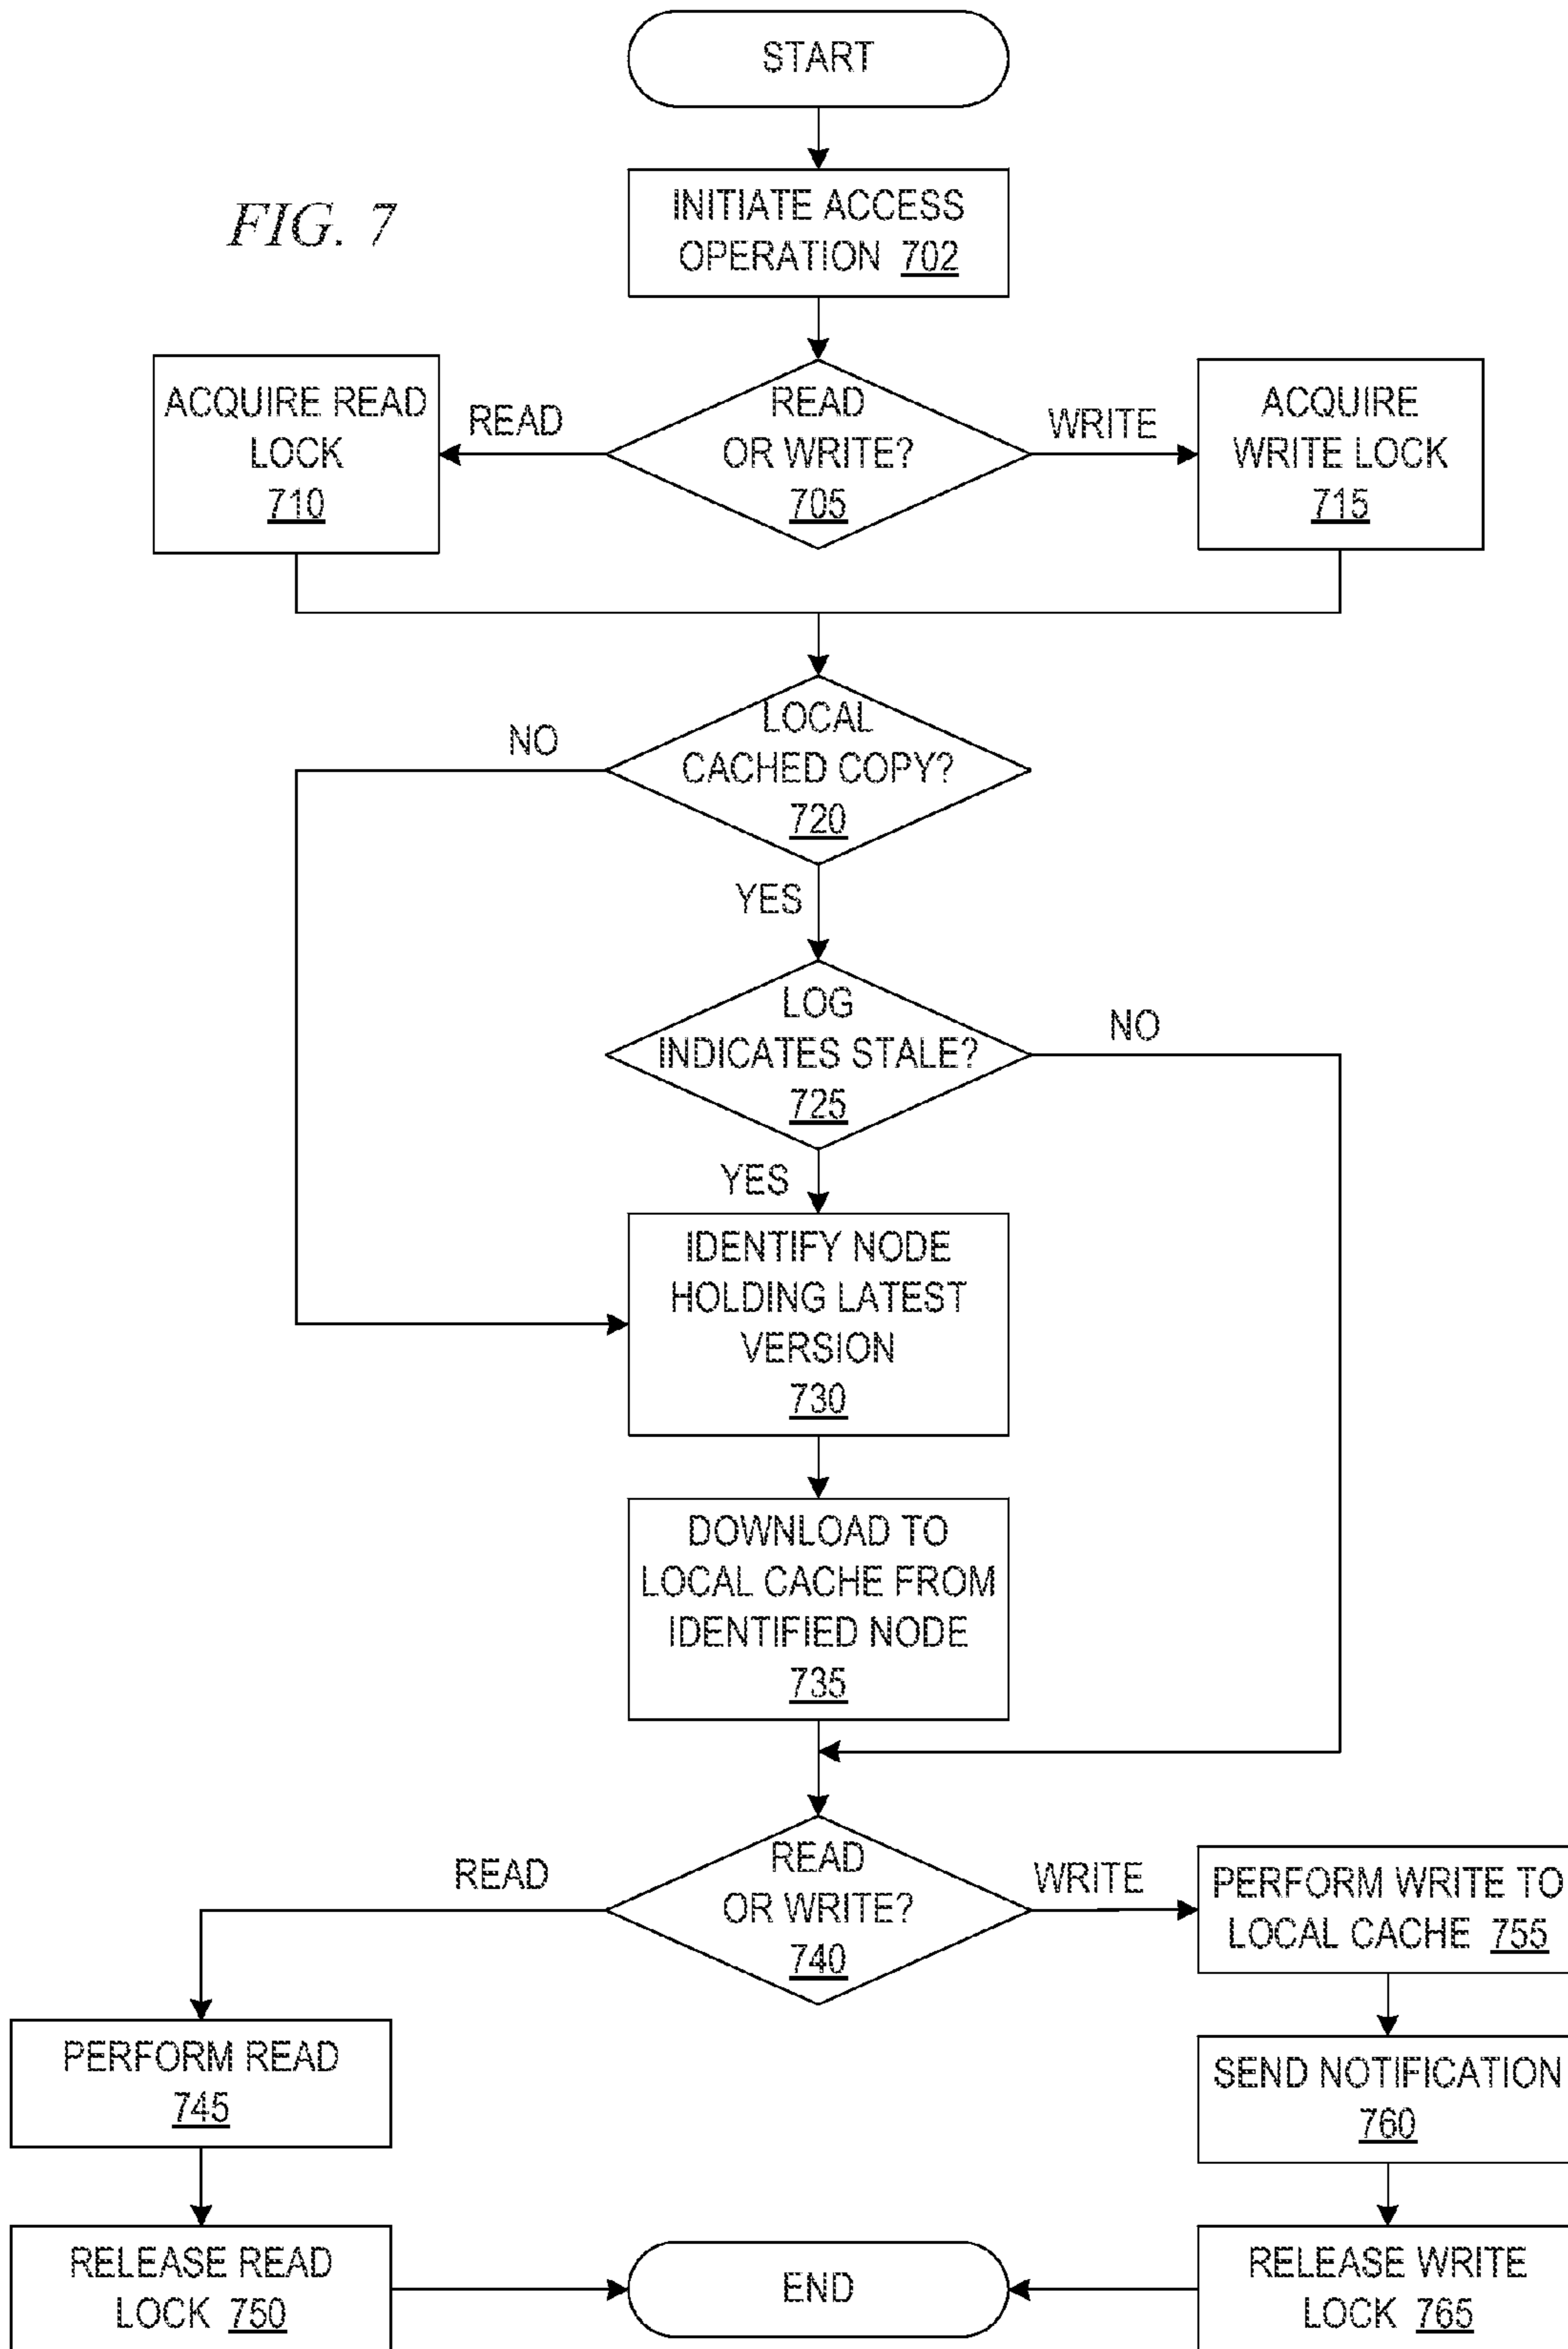 START
FIG. 7
INITIATE ACCESS
OPERATION 702
ACQUIRE READ
LOCK
710
READ
READ
OR WRITE?
705
WRITE
ACQUIRE
WRITE LOCK
715
NO
LOCAL
CACHED COPY?
720
YES
LOG
INDICATES STALE?
725
NO
YES
IDENTIFY NODE
HOLDING LATEST
VERSION
730
DOWNLOAD TO
LOCAL CACHE FROM
IDENTIFIED NODE
735
READ
READ
OR WRITE?
740
WRITE
PERFORM WRITE TO
LOCAL CACHE 755
PERFORM READ
745
SEND NOTIFICATION
760
RELEASE READ
LOCK 750
END
RELEASE WRITE
LOCK 765